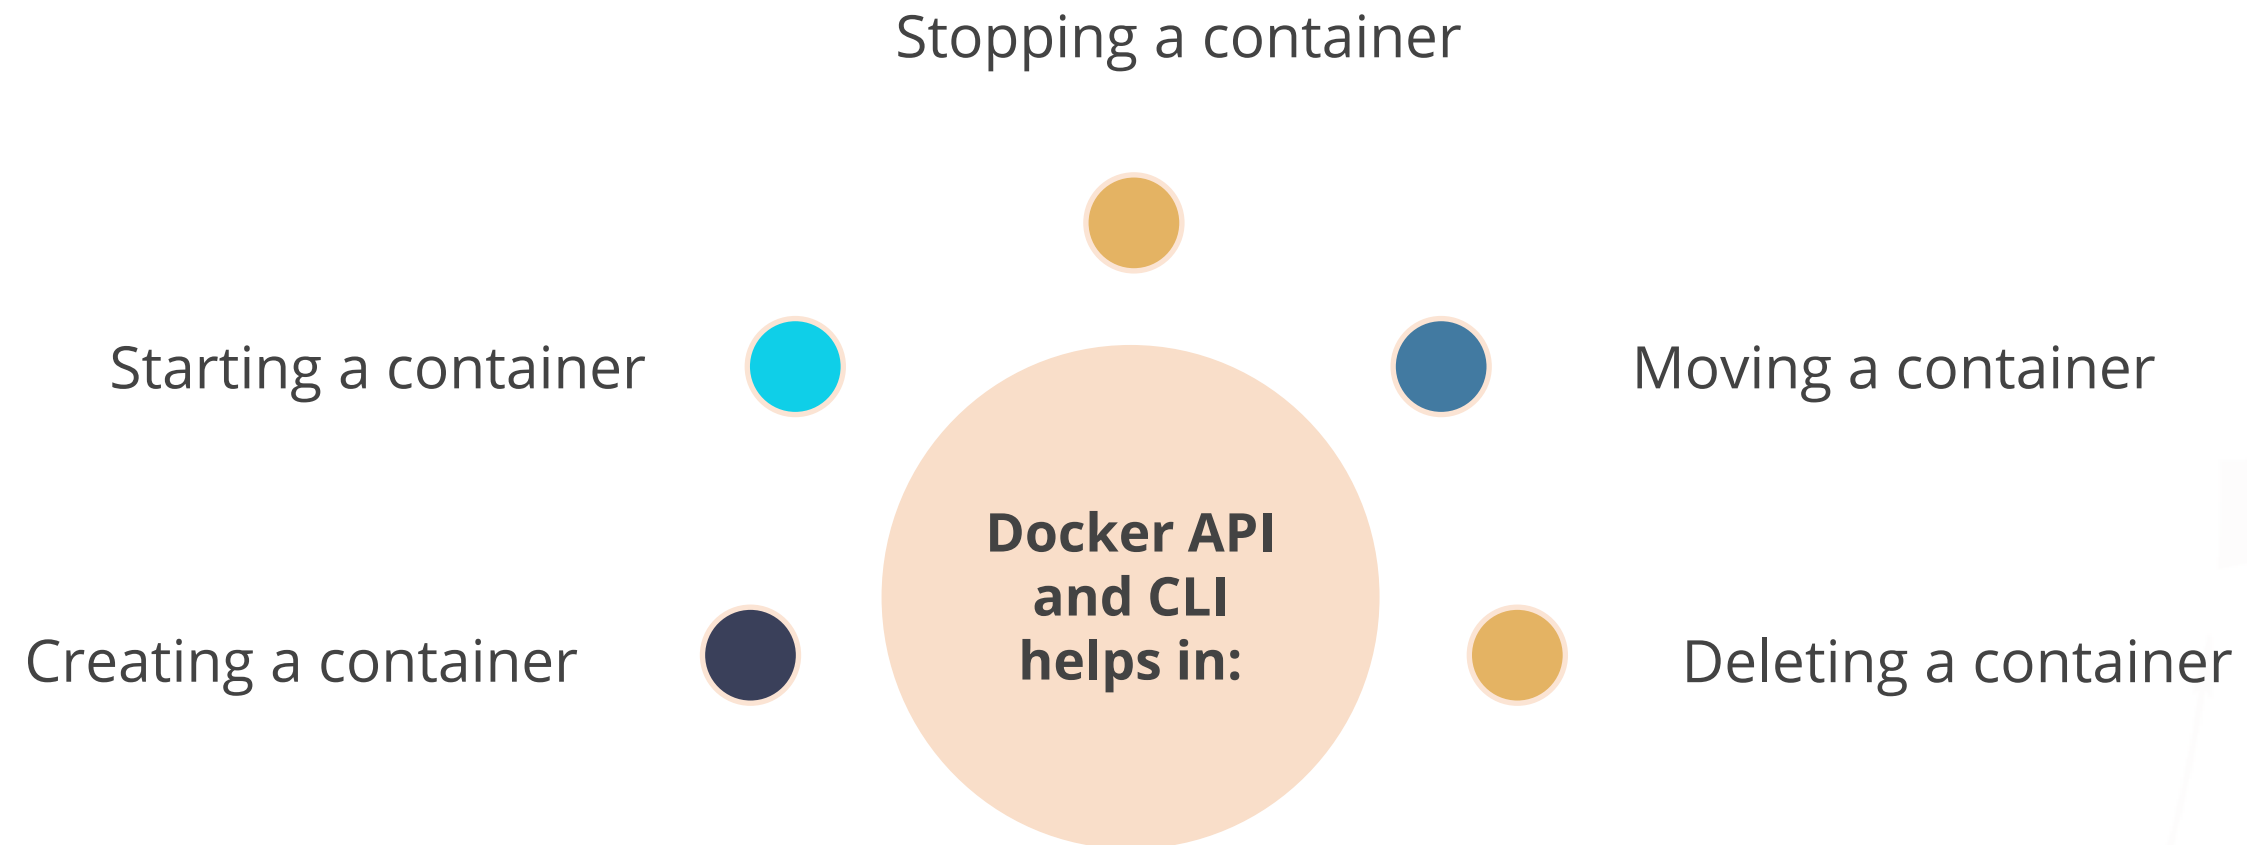 Stopping a container
Starting a container
Moving a container
Docker API
and CLI
helps in:
Creating a container
Deleting a container